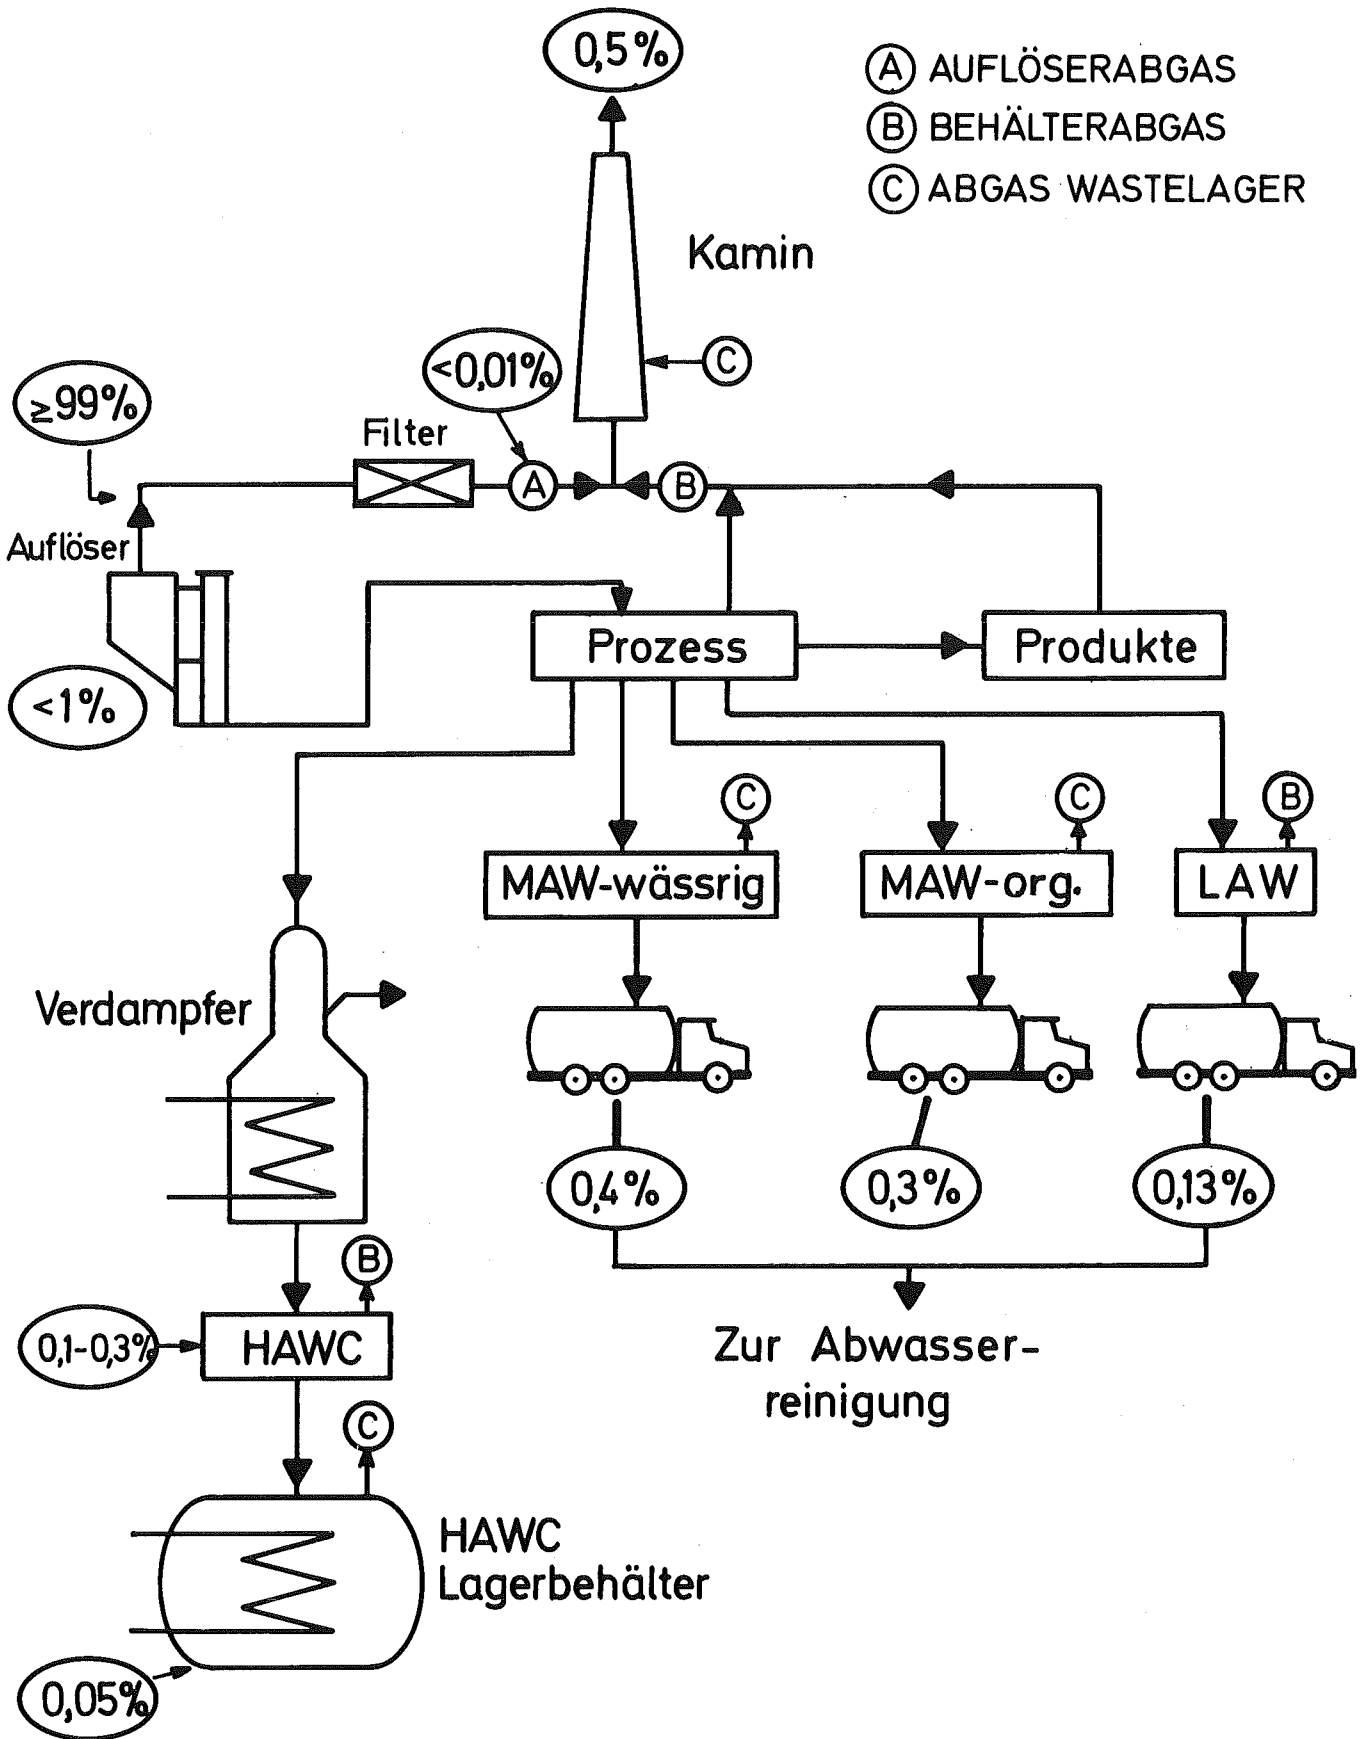 0,5%
A AUFLÖSERABGAS
B BEHÄLTERABGAS
C ABGAS WASTELAGER
Kamin
C
<0,01%
≥99%
Filter
A
B
Auflöser
Prozess
Produkte
<1%
C
C
B
MAW-wässrig
MAW-org.
LAW
Verdampfer
0,4%
0,3%
0,13%
B
0,1-0,3%
HAWC
Zur Abwasser-
reinigung
C
HAWC
Lagerbehälter
0,05%